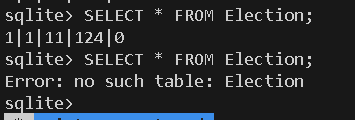 sqlite> SELECT * FROM Election;
1|1|11|124|0
sqlite> SELECT * FROM Election;
Error: no such table: Election
sqlite>